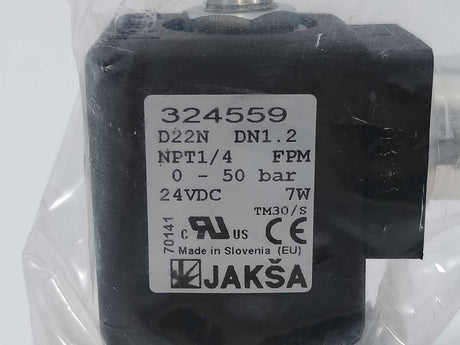 324559
D22N DN1.2
NPT1/4 FPM
0 - 50 bar
24VDC 7W
TM30/S
70141
C RU US CE
Made in Slovenia (EU)
JAKŠA